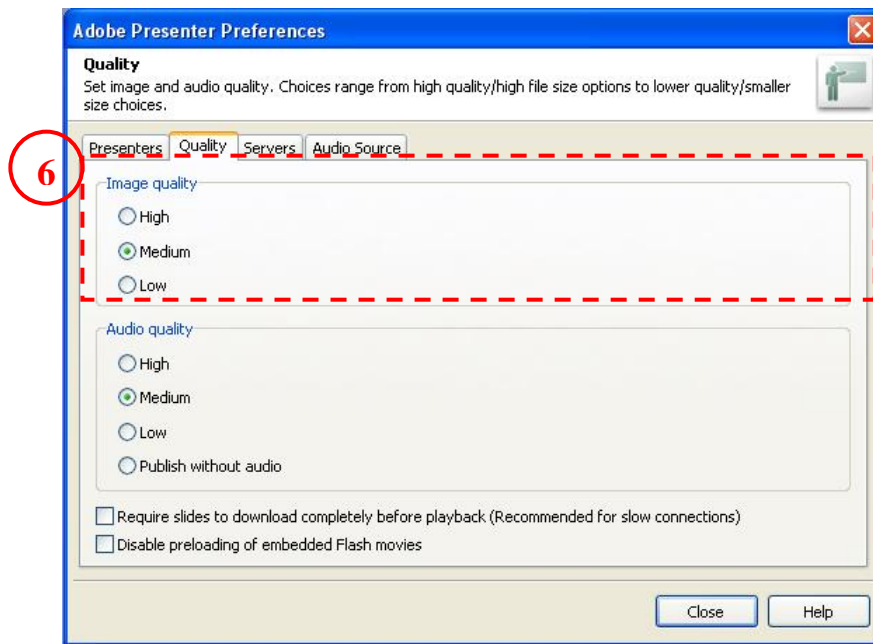 Adobe Presenter Preferences
Quality
Set image and audio quality. Choices range from high quality/high file size options to lower quality/smaller
size choices.
Presenters Quality Servers Audio Source
6
Image quality
High
Medium
Low
Audio quality
High
Medium
Low
Publish without audio
Require slides to download completely before playback (Recommended for slow connections)
Disable preloading of embedded Flash movies
Close Help